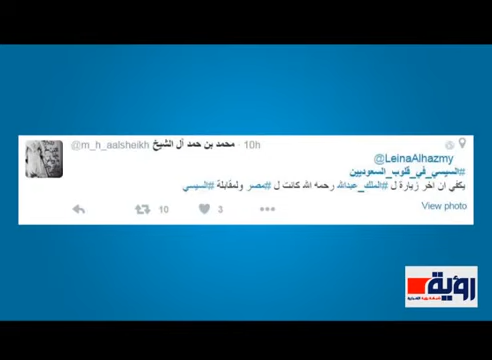 محمد بن حمد آل الشيخ @m_h_aalsheikh · 10h
@LeinaAlhazmy
#السيسي_في_قلوب_السعوديين
يكفي ان اخر زيارة ل #الملك_عبدالله رحمه الله كانت ل #مصر ولمقابلة #السيسي
View photo
10 3
رؤية